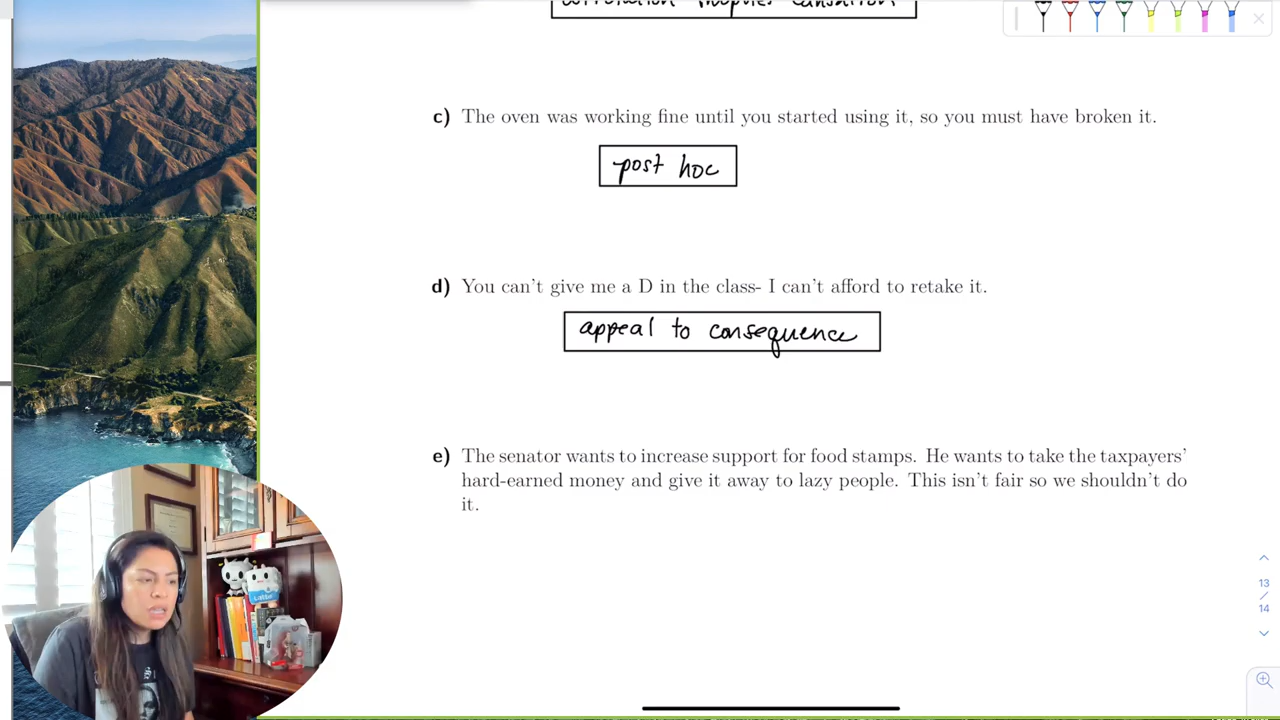 correlation implies causation
c) The oven was working fine until you started using it, so you must have broken it.
post hoc
d) You can't give me a D in the class- I can't afford to retake it.
appeal to consequence
e) The senator wants to increase support for food stamps. He wants to take the taxpayers'
hard-earned money and give it away to lazy people. This isn't fair so we shouldn't do
it.
13
/
14